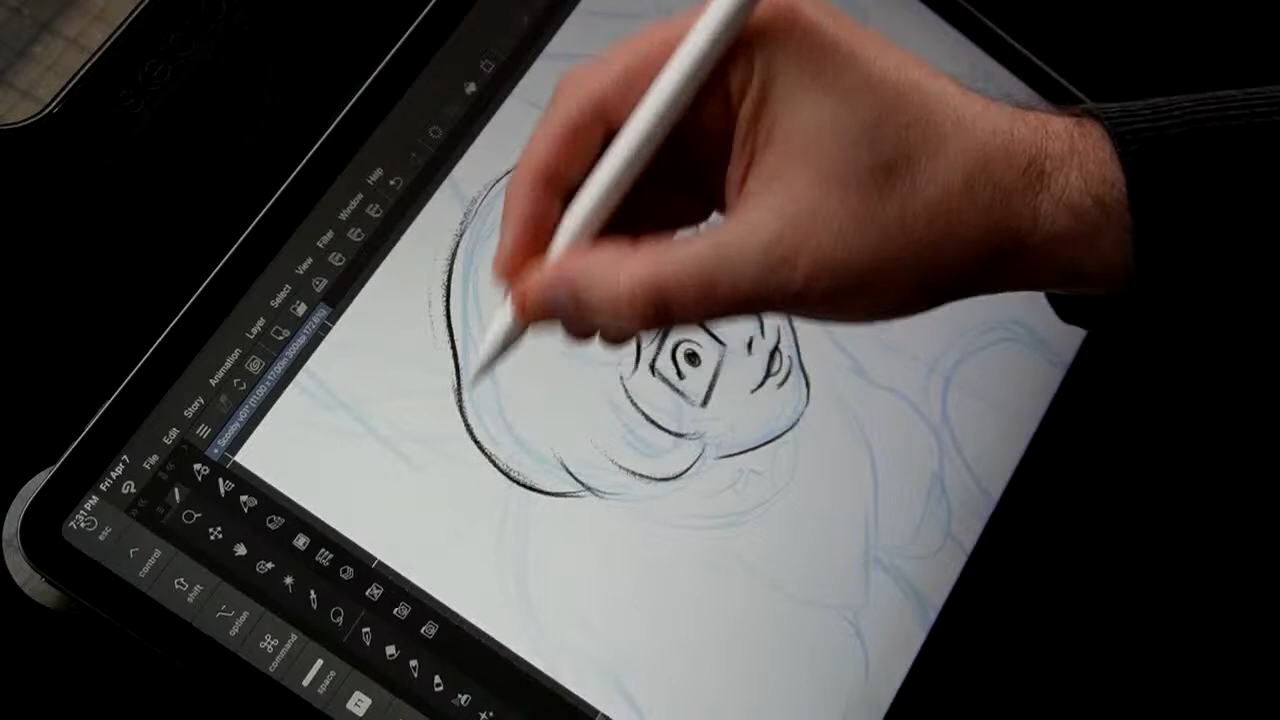 7:31 PM Fri Apr 7
File Edit Story Animation Layer Select View Filter Window Help
esc
control
shift
option
command
space
T1